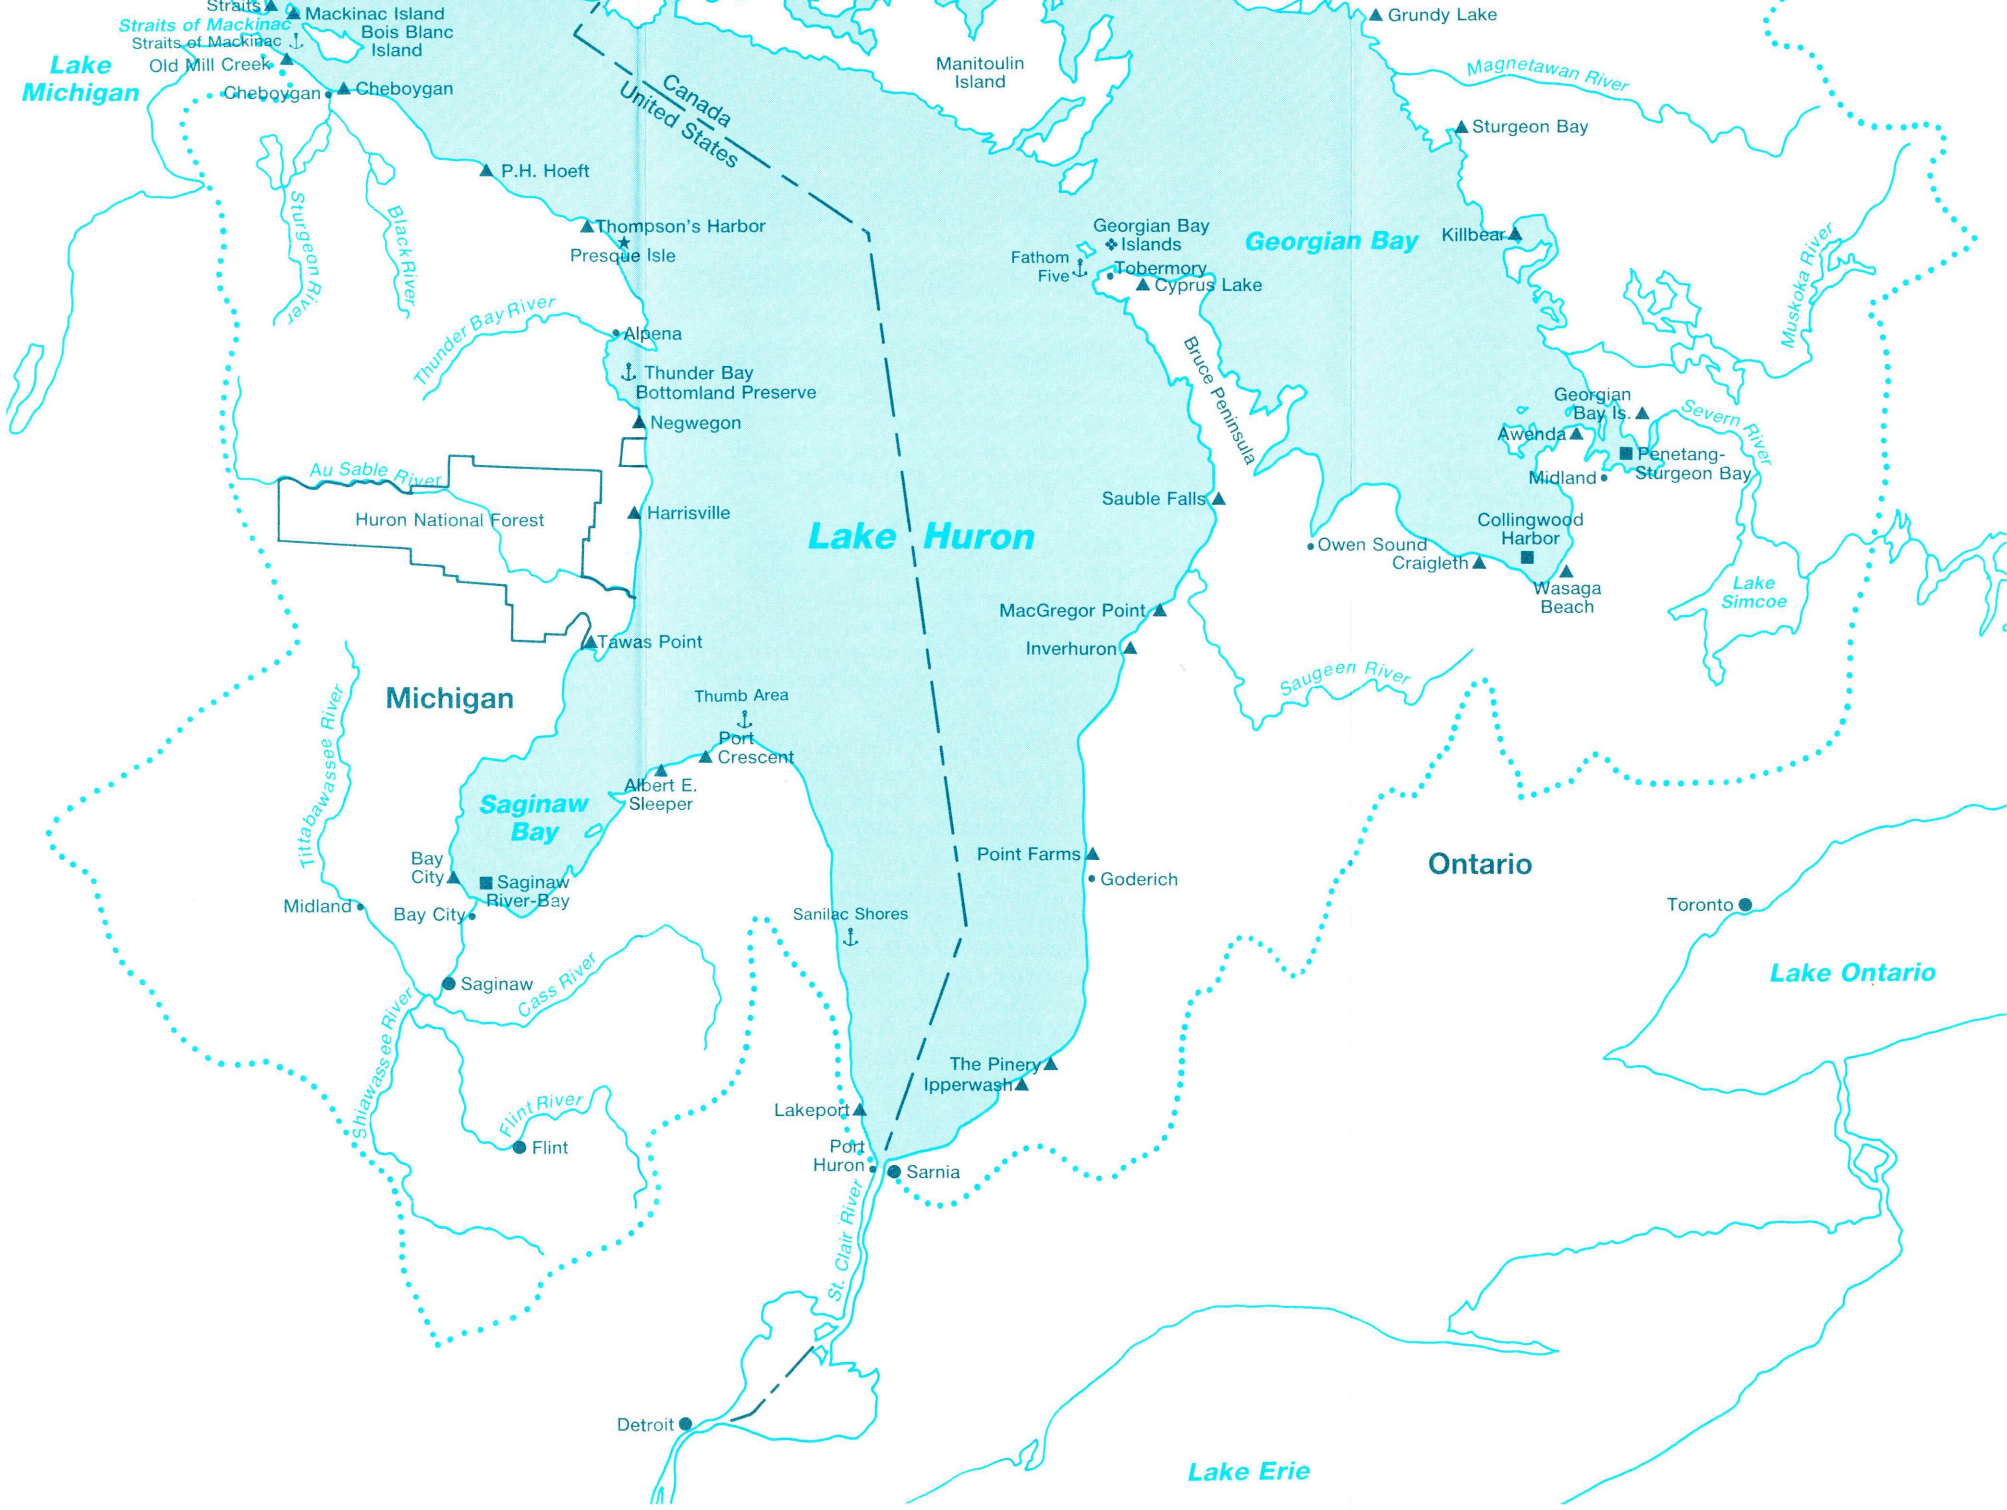 Straits
Mackinac Island
Straits of Mackinac
Bois Blanc
Island
Straits of Mackinac
Old Mill Creek
Lake
Michigan
Cheboygan
Cheboygan
Canada
United States
Manitoulin
Island
Grundy Lake
Magnetawan River
Sturgeon Bay
P.H. Hoeft
Sturgeon River
Black River
Thompson's Harbor
Presque Isle
Georgian Bay
Islands
Fathom
Five
Tobermory
Cyprus Lake
Georgian Bay
Killbear
Muskoka River
Thunder Bay River
Alpena
Thunder Bay
Bottomland Preserve
Negwegon
Bruce Peninsula
Georgian
Bay Is.
Awenda
Severn River
Penetang-
Sturgeon Bay
Midland
Au Sable River
Huron National Forest
Harrisville
Lake Huron
Sauble Falls
Owen Sound
Collingwood
Harbor
Craigleth
Wasaga
Beach
Lake
Simcoe
MacGregor Point
Inverhuron
Saugeen River
Tawas Point
Michigan
Tittabawassee River
Thumb Area
Port
Crescent
Albert E.
Sleeper
Saginaw
Bay
Bay
City
Saginaw
River-Bay
Midland
Bay City
Point Farms
Goderich
Ontario
Toronto
Sanilac Shores
Saginaw
Cass River
Lake Ontario
Shiawassee River
Flint River
Flint
The Pinery
Ipperwash
Lakeport
Port
Huron
Sarnia
St. Clair River
Detroit
Lake Erie